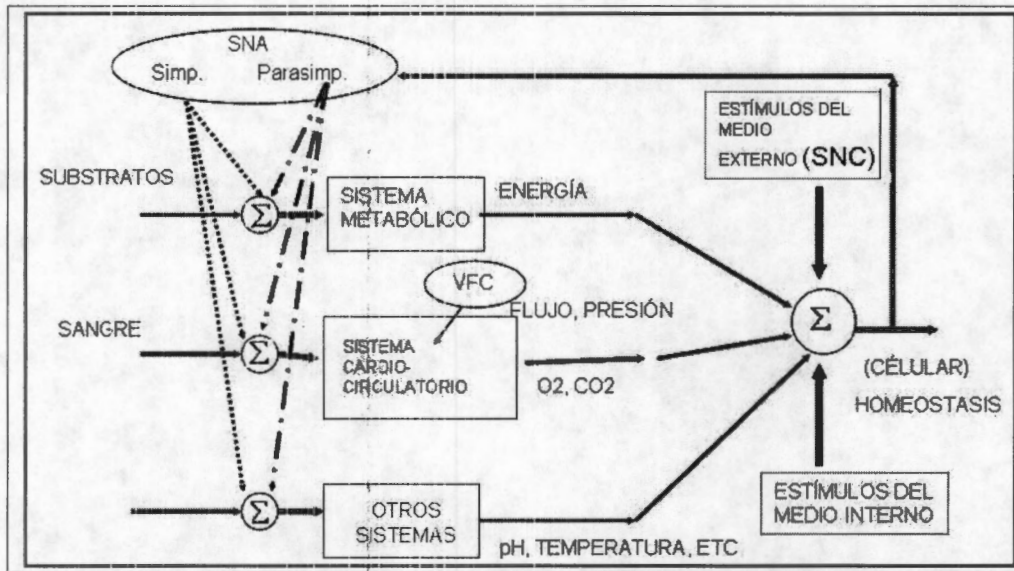 SNA
Simp. Parasimp.
ESTÍMULOS DEL
MEDIO
EXTERNO (SNC)
SUBSTRATOS
Σ
SISTEMA
METABÓLICO
ENERGÍA
VFC
FLUJO, PRESIÓN
Σ
SANGRE
Σ
SISTEMA
CARDIO-
CIRCULATÓRIO
O2, CO2
(CÉLULAR)
HOMEOSTASIS
Σ
OTROS
SISTEMAS
pH, TEMPERATURA, ETC
ESTÍMULOS DEL
MEDIO INTERNO